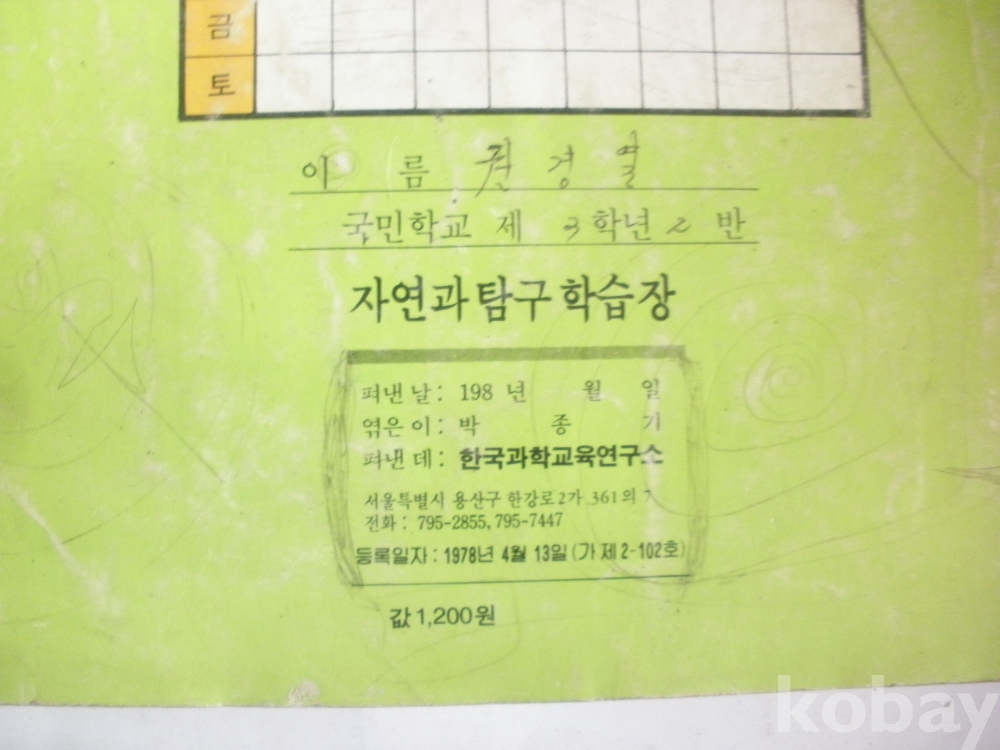 금
토
이 름 권경열
국민학교 제 3학년 2 반
자연과 탐구 학습장
펴낸 날 : 198 년 월 일
엮은 이 : 박 종 기
펴낸 데 : 한국과학교육연구소
서울특별시 용산구 한강로2가 361의 7
전화 : 795-2855, 795-7447
등록일자 : 1978년 4월 13일 (가 제 2-102호)
값 1,200원
kobay